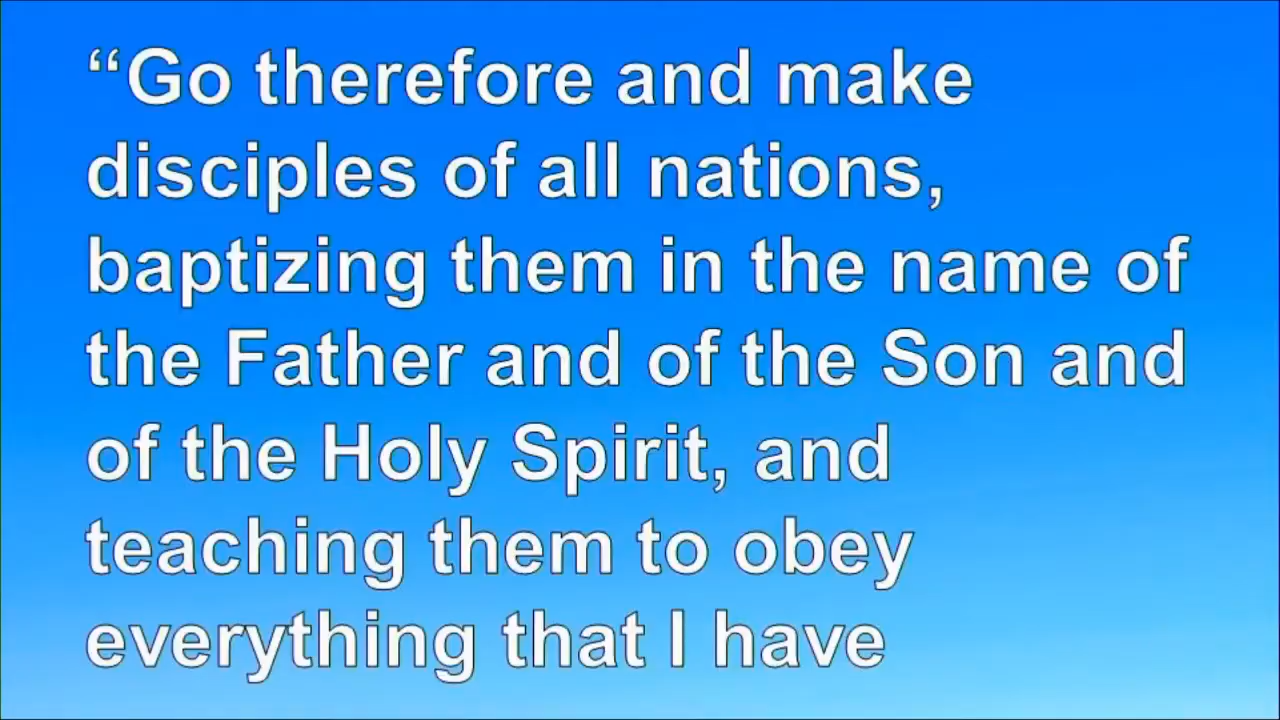 “Go therefore and make
disciples of all nations,
baptizing them in the name of
the Father and of the Son and
of the Holy Spirit, and
teaching them to obey
everything that I have